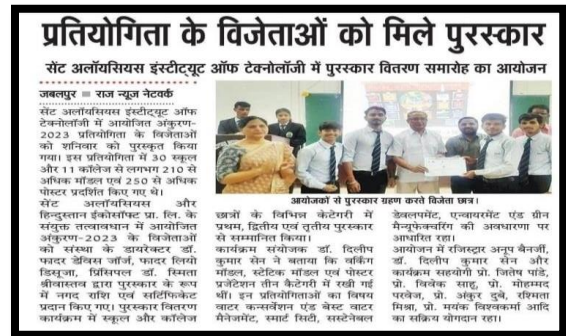 प्रतियोगिता के विजेताओं को मिले पुरस्कार
सेंट अलॉयसियस इंस्टीट्यूट ऑफ टेक्नोलॉजी में पुरस्कार वितरण समारोह का आयोजन
जबलपुर ■ राज न्यूज नेटवर्क
सेंट अलॉयसियस इंस्टीट्यूट ऑफ
टेक्नोलॉजी में आयोजित अंकुरण-
2023 प्रतियोगिता के विजेताओं
को शनिवार को पुरस्कृत किया
गया। इस प्रतियोगिता में 30 स्कूल
और 11 कॉलेज से लगभग 210 से
अधिक मॉडल एवं 250 से अधिक
पोस्टर प्रदर्शित किए गए थे।
सेंट अलॉयसियस और
हिन्दुस्तान ईकोसॉफ्ट प्रा. लि. के
संयुक्त तत्वावधान में आयोजित
अंकुरण-2023 के विजेताओं
को संस्था के डायरेक्टर डॉ.
फादर डेविस जॉर्ज, फादर लियो
डिसूजा, प्रिंसिपल डॉ. स्मिता
श्रीवास्तव द्वारा पुरस्कार के रूप
में नगद राशि एवं सर्टिफिकेट
प्रदान किए गए। पुरस्कार वितरण
कार्यक्रम में स्कूल और कॉलेज
आयोजकों से पुरस्कार ग्रहण करते विजेता छात्र।
छात्रों के विभिन्न केटेगरी में
प्रथम, द्वितीय एवं तृतीय पुरस्कार
से सम्मानित किया।
कार्यक्रम संयोजक डॉ. दिलीप
कुमार सेन ने बताया कि वर्किंग
मॉडल, स्टेटिक मॉडल एवं पोस्टर
प्रजेंटेशन तीन कैटेगरी में रखी गई
थीं। इन प्रतियोगिताओं का विषय
वाटर कन्सर्वेशन एंड बेस्ट वाटर
मैनेजमेंट, स्मार्ट सिटी, सस्टेनेबल
डेवलपमेंट, एन्वायरमेंट एंड ग्रीन
मैन्यूफेक्चरिंग की अवधारणा पर
आधारित रहा।
आयोजन में रजिस्ट्रार अनूप बैनर्जी,
डॉ. दिलीप कुमार सेन और
कार्यक्रम सहयोगी प्रो. जितेष पांडे,
प्रो. विवेक साहू, प्रो. मोहम्मद
परवेज, प्रो. अंकुर दुबे, रश्मिता
मिश्रा, प्रो. मयंक विश्वकर्मा आदि
का सक्रिय योगदान रहा।